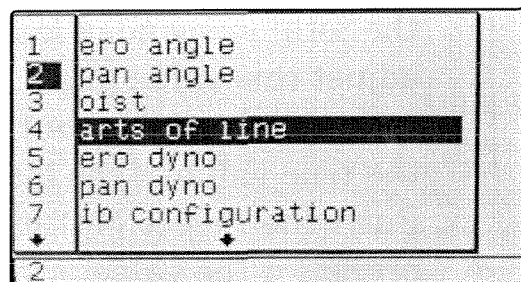 1 ero angle
2 pan angle
3 oist
4 arts of line
5 ero dyno
6 pan dyno
7 ib configuration
2